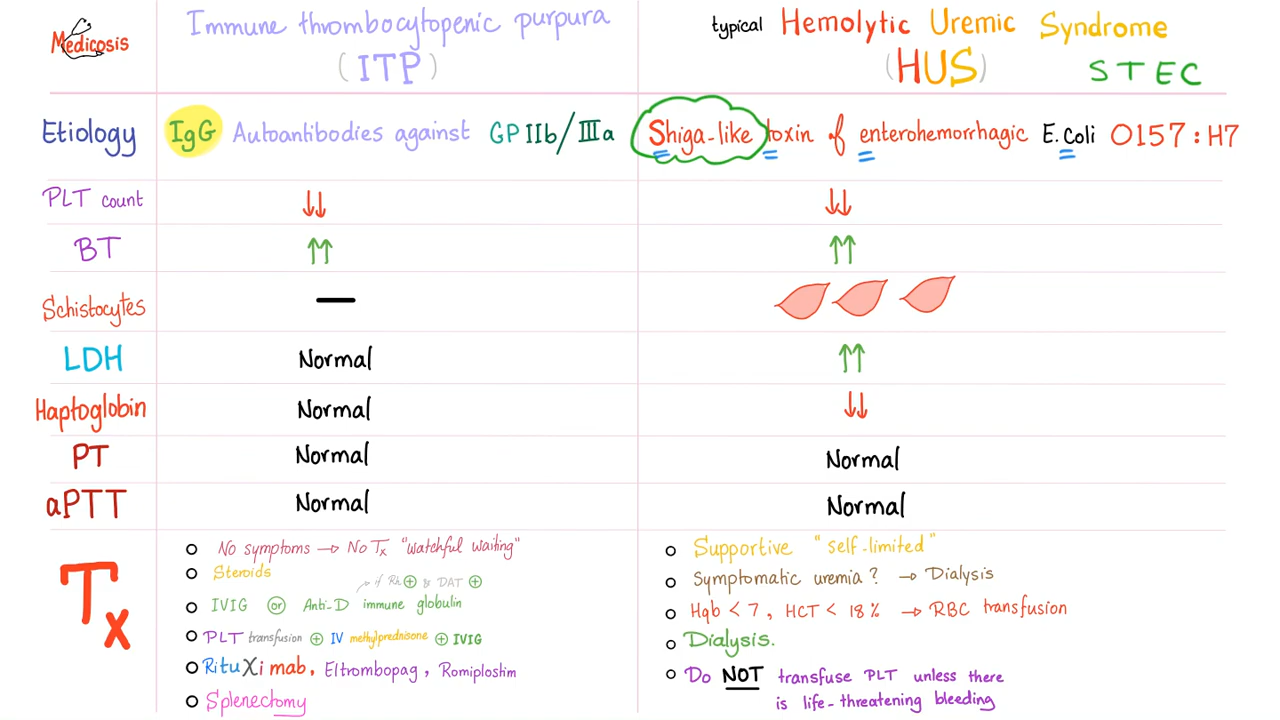 Medicosis
Immune thrombocytopenic purpura
(ITP)
typical Hemolytic Uremic Syndrome
(HUS) STEC
Etiology IgG Autoantibodies against GP IIb/IIIa Shiga-like toxin of enterohemorrhagic E.Coli O157:H7
PLT count ↓↓ ↓↓
BT ↑↑ ↑↑
Schistocytes —
LDH Normal ↑↑
Haptoglobin Normal ↓↓
PT Normal Normal
aPTT Normal Normal
Tx
○ No symptoms → No Tx "watchful waiting"
○ Steroids
if Rh ⊕ & DAT ⊕
○ IVIG or Anti-D immune globulin
○ PLT transfusion ⊕ IV methylprednisone ⊕ IVIG
○ Rituximab, Eltrombopag, Romiplostim
○ Splenectomy
○ Supportive "self-limited"
○ Symptomatic uremia? → Dialysis
○ Hgb < 7, HCT < 18% → RBC transfusion
○ Dialysis.
○ Do NOT transfuse PLT unless there
is life-threatening bleeding